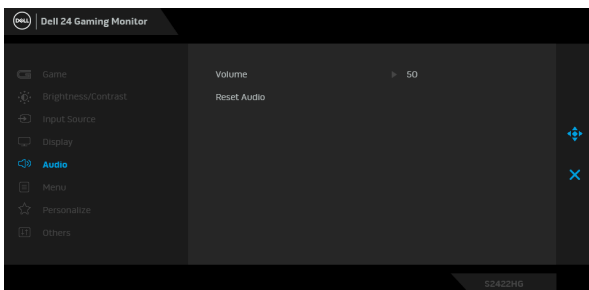 DELL Dell 24 Gaming Monitor
Game
Volume 50
Brightness/Contrast
Reset Audio
Input Source
Display
Audio
Menu
Personalize
Others
S2422HG